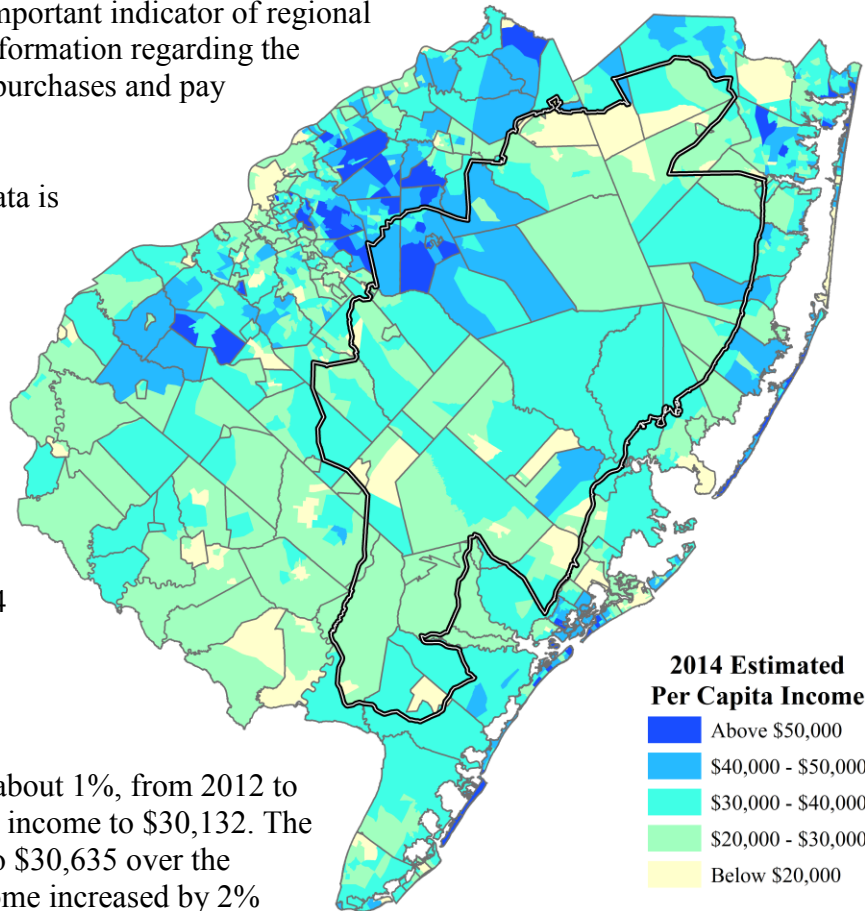 mportant indicator of regional
formation regarding the
purchases and pay
ata is
4
about 1%, from 2012 to
income to $30,132. The
o $30,635 over the
ome increased by 2%
2014 Estimated
Per Capita Income
Above $50,000
$40,000 - $50,000
$30,000 - $40,000
$20,000 - $30,000
Below $20,000